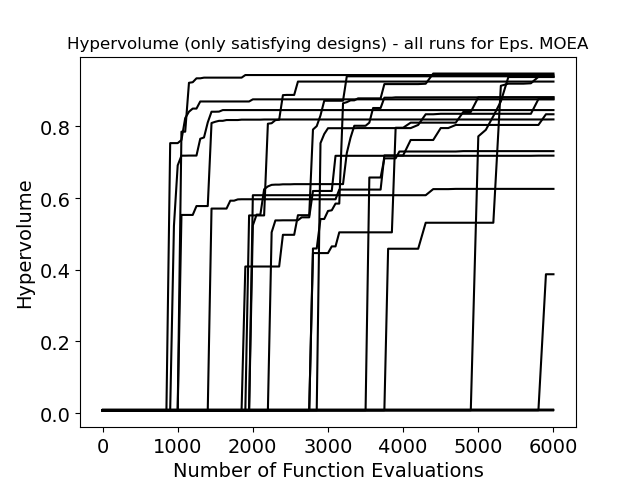 Hypervolume (only satisfying designs) - all runs for Eps. MOEA
Hypervolume
0.8
0.6
0.4
0.2
0.0
0 1000 2000 3000 4000 5000 6000
Number of Function Evaluations